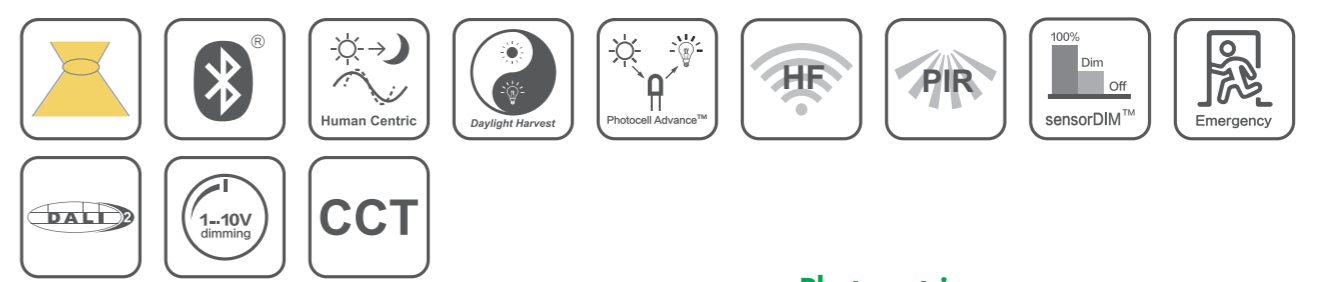 ®
Human Centric
Daylight Harvest
Photocell Advance™
HF
PIR
100%
Dim
Off
sensorDIM™
Emergency
DALI 2
1--10V
dimming
CCT